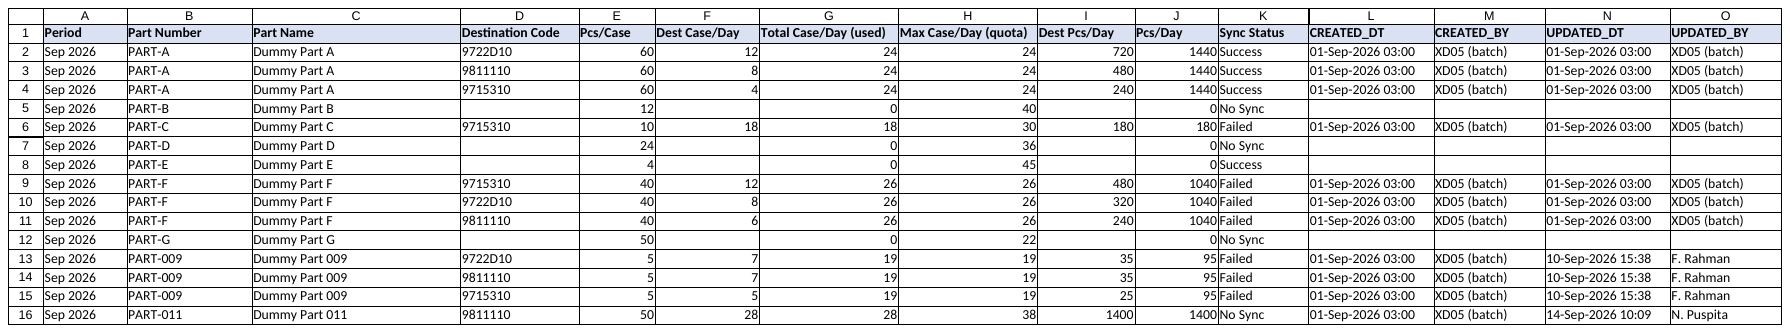 A B C D E F G H I J K L M N O
1 Period Part Number Part Name Destination Code Pcs/Case Dest Case/Day Total Case/Day (used) Max Case/Day (quota) Dest Pcs/Day Pcs/Day Sync Status CREATED_DT CREATED_BY UPDATED_DT UPDATED_BY
2 Sep 2026 PART-A Dummy Part A 9722D10 60 12 24 24 720 1440 Success 01-Sep-2026 03:00 XD05 (batch) 01-Sep-2026 03:00 XD05 (batch)
3 Sep 2026 PART-A Dummy Part A 9811110 60 8 24 24 480 1440 Success 01-Sep-2026 03:00 XD05 (batch) 01-Sep-2026 03:00 XD05 (batch)
4 Sep 2026 PART-A Dummy Part A 9715310 60 4 24 24 240 1440 Success 01-Sep-2026 03:00 XD05 (batch) 01-Sep-2026 03:00 XD05 (batch)
5 Sep 2026 PART-B Dummy Part B 12 0 40 0 No Sync
6 Sep 2026 PART-C Dummy Part C 9715310 10 18 18 30 180 180 Failed 01-Sep-2026 03:00 XD05 (batch) 01-Sep-2026 03:00 XD05 (batch)
7 Sep 2026 PART-D Dummy Part D 24 0 36 0 No Sync
8 Sep 2026 PART-E Dummy Part E 4 0 45 0 Success
9 Sep 2026 PART-F Dummy Part F 9715310 40 12 26 26 480 1040 Failed 01-Sep-2026 03:00 XD05 (batch) 01-Sep-2026 03:00 XD05 (batch)
10 Sep 2026 PART-F Dummy Part F 9722D10 40 8 26 26 320 1040 Failed 01-Sep-2026 03:00 XD05 (batch) 01-Sep-2026 03:00 XD05 (batch)
11 Sep 2026 PART-F Dummy Part F 9811110 40 6 26 26 240 1040 Failed 01-Sep-2026 03:00 XD05 (batch) 01-Sep-2026 03:00 XD05 (batch)
12 Sep 2026 PART-G Dummy Part G 50 0 22 0 No Sync
13 Sep 2026 PART-009 Dummy Part 009 9722D10 5 7 19 19 35 95 Failed 01-Sep-2026 03:00 XD05 (batch) 10-Sep-2026 15:38 F. Rahman
14 Sep 2026 PART-009 Dummy Part 009 9811110 5 7 19 19 35 95 Failed 01-Sep-2026 03:00 XD05 (batch) 10-Sep-2026 15:38 F. Rahman
15 Sep 2026 PART-009 Dummy Part 009 9715310 5 5 19 19 25 95 Failed 01-Sep-2026 03:00 XD05 (batch) 10-Sep-2026 15:38 F. Rahman
16 Sep 2026 PART-011 Dummy Part 011 9811110 50 28 28 38 1400 1400 No Sync 01-Sep-2026 03:00 XD05 (batch) 14-Sep-2026 10:09 N. Puspita